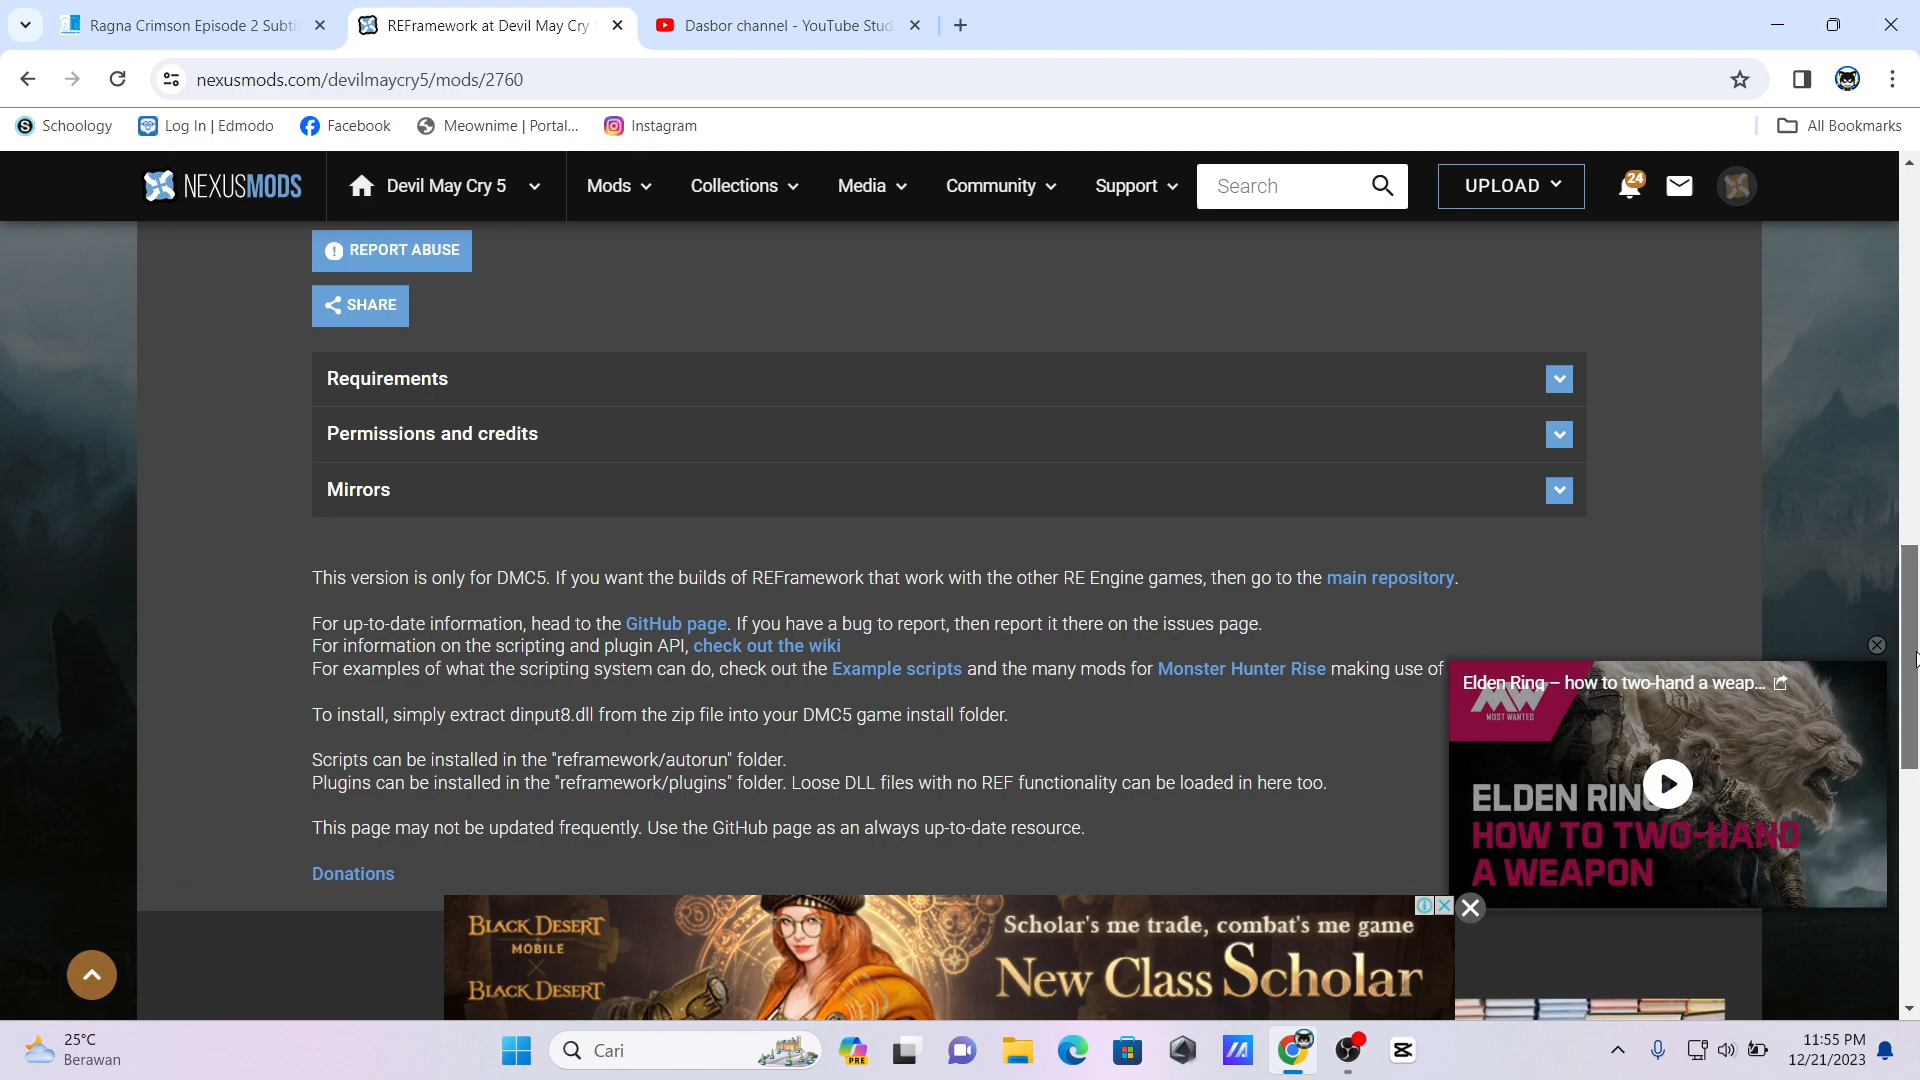 Ragna Crimson Episode 2 Subti
REFramework at Devil May Cry
Dasbor channel - YouTube Stud
nexusmods.com/devilmaycry5/mods/2760
Schoology
Log In | Edmodo
Facebook
Meownime | Portal...
Instagram
All Bookmarks
NEXUSMODS
Devil May Cry 5
Mods
Collections
Media
Community
Support
Search
UPLOAD
24
REPORT ABUSE
SHARE
Requirements
Permissions and credits
Mirrors
This version is only for DMC5. If you want the builds of REFramework that work with the other RE Engine games, then go to the main repository.
For up-to-date information, head to the GitHub page. If you have a bug to report, then report it there on the issues page.
For information on the scripting and plugin API, check out the wiki
For examples of what the scripting system can do, check out the Example scripts and the many mods for Monster Hunter Rise making use of
To install, simply extract dinput8.dll from the zip file into your DMC5 game install folder.
Scripts can be installed in the "reframework/autorun" folder.
Plugins can be installed in the "reframework/plugins" folder. Loose DLL files with no REF functionality can be loaded in here too.
This page may not be updated frequently. Use the GitHub page as an always up-to-date resource.
Donations
Elden Ring – how to two-hand a weap...
MW
MOST WANTED
ELDEN RING
HOW TO TWO-HAND
A WEAPON
BLACK DESERT
MOBILE
BLACK DESERT
Scholar's me trade, combat's me game
New Class Scholar
25°C
Berawan
Cari
PRE
11:55 PM
12/21/2023